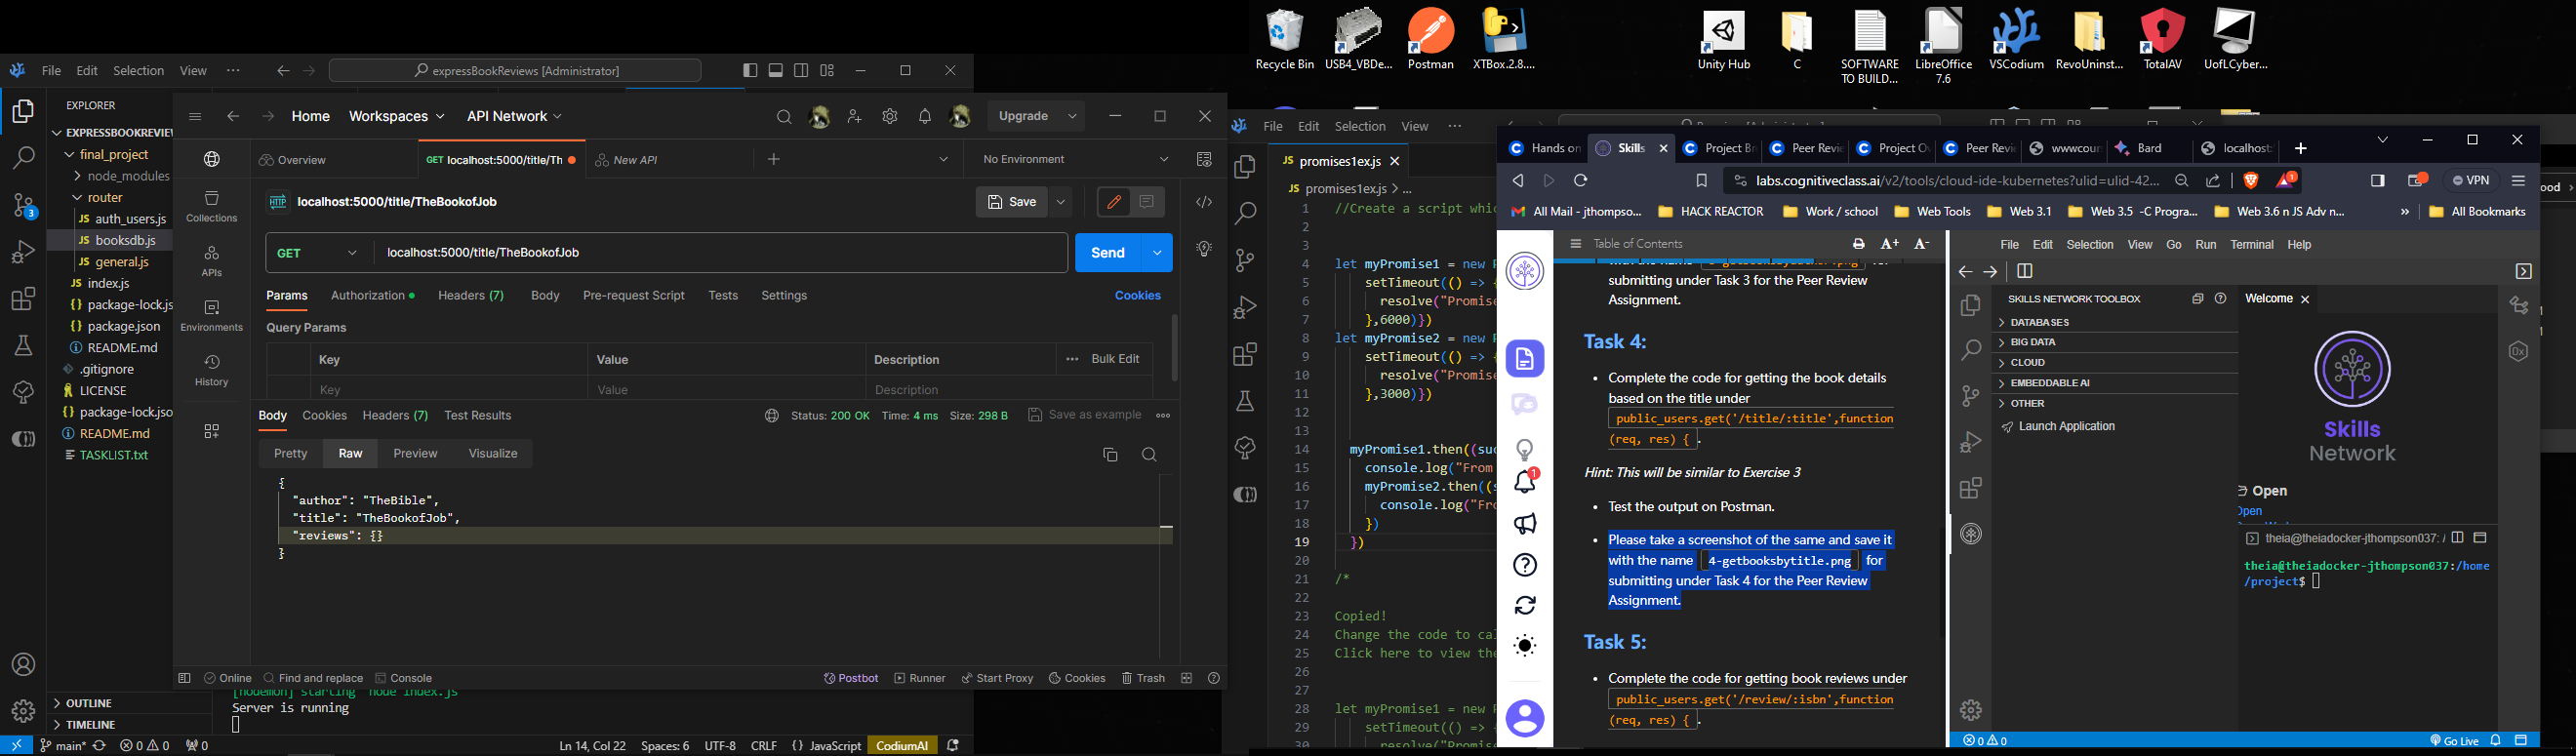 Recycle Bin
USB4_VBDe...
Postman
XTBox.2.8....
Unity Hub
C
SOFTWARE TO BUILD...
LibreOffice 7.6
VSCodium
RevoUninst...
TotalAV
UofLCyber...
File Edit Selection View ···
expressBookReviews [Administrator]
EXPLORER
EXPRESSBOOKREVIEW
final_project
node_modules
router
JS auth_users.js
JS booksdb.js
JS general.js
JS index.js
{} package-lock.js
{} package.json
README.md
.gitignore
LICENSE
{} package-lock.jso
README.md
TASKLIST.txt
OUTLINE
TIMELINE
3
Home Workspaces API Network
Upgrade
Overview
GET localhost:5000/title/Th
New API
No Environment
Collections
APIs
Environments
History
HTTP localhost:5000/title/TheBookofJob
Save
GET localhost:5000/title/TheBookofJob
Send
Params Authorization Headers (7) Body Pre-request Script Tests Settings Cookies
Query Params
Key Value Description ··· Bulk Edit
Key Value Description
Body Cookies Headers (7) Test Results
Status: 200 OK Time: 4 ms Size: 298 B Save as example
Pretty Raw Preview Visualize
{
"author": "TheBible",
"title": "TheBookofJob",
"reviews": {}
}
Online Find and replace Console
Postbot Runner Start Proxy Cookies Trash
[nodemon] starting `node index.js`
Server is running
main* 0 0 0
Ln 14, Col 22 Spaces: 6 UTF-8 CRLF {} JavaScript CodiumAI
File Edit Selection View ···
JS promises1ex.js
JS promises1ex.js > ...
1 //Create a script whic
2
3
4 let myPromise1 = new P
5 setTimeout(() => {
6 resolve("Promise
7 },6000)})
8 let myPromise2 = new P
9 setTimeout(() => {
10 resolve("Promise
11 },3000)})
12
13
14 myPromise1.then((suc
15 console.log("From
16 myPromise2.then((s
17 console.log("Fro
18 })
19 })
20
21 /*
22
23 Copied!
24 Change the code to cal
25 Click here to view the
26
27
28 let myPromise1 = new P
29 setTimeout(() => {
30 resolve("Promise
Hands on
Skills
Project Br
Peer Revie
Project Ov
Peer Revie
wwwcour
Bard
localhost:
labs.cognitiveclass.ai/v2/tools/cloud-ide-kubernetes?ulid=ulid-42...
1
VPN
All Mail - jthompso...
HACK REACTOR
Work / school
Web Tools
Web 3.1
Web 3.5 -C Progra...
Web 3.6 n JS Adv n...
» All Bookmarks
Table of Contents
A+ A-
submitting under Task 3 for the Peer Review
Assignment.
Task 4:
Complete the code for getting the book details
based on the title under
public_users.get('/title/:title',function
(req, res) { .
Hint: This will be similar to Exercise 3
Test the output on Postman.
Please take a screenshot of the same and save it
with the name 4-getbooksbytitle.png for
submitting under Task 4 for the Peer Review
Assignment.
Task 5:
Complete the code for getting book reviews under
public_users.get('/review/:isbn',function
(req, res) { .
1
File Edit Selection View Go Run Terminal Help
SKILLS NETWORK TOOLBOX
DATABASES
BIG DATA
CLOUD
EMBEDDABLE AI
OTHER
Launch Application
Welcome
Skills
Network
Open
Open
theia@theiadocker-jthompson037: /
theia@theiadocker-jthompson037:/home
/project$
0 0
Go Live
ood